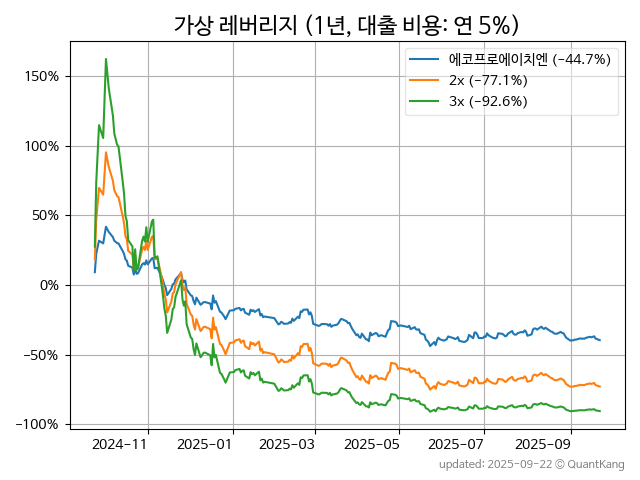 가상 레버리지 (1년, 대출 비용: 연 5%)
에코프로에이치엔 (−44.7%)
2x (−77.1%)
3x (−92.6%)
150%
100%
50%
0%
−50%
−100%
2024-11
2025-01
2025-03
2025-05
2025-07
2025-09
updated: 2025-09-22 © QuantKang